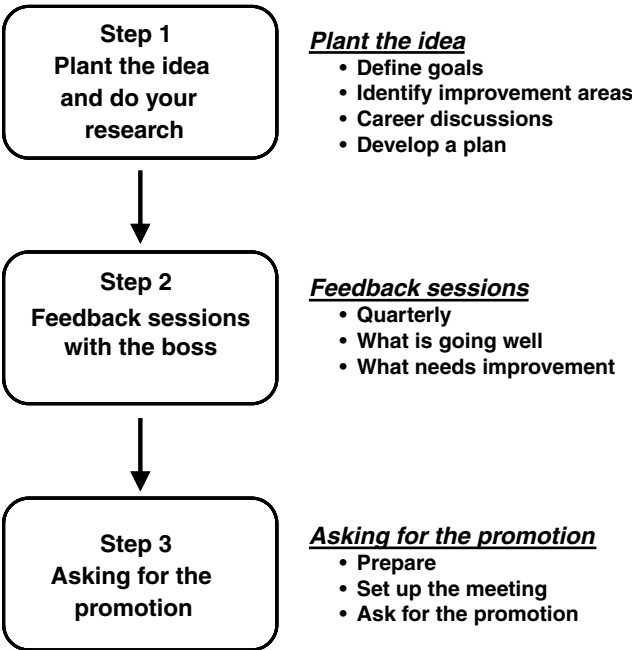 Step 1
Plant the idea
and do your
research
Plant the idea
• Define goals
• Identify improvement areas
• Career discussions
• Develop a plan
Step 2
Feedback sessions
with the boss
Feedback sessions
• Quarterly
• What is going well
• What needs improvement
Step 3
Asking for the
promotion
Asking for the promotion
• Prepare
• Set up the meeting
• Ask for the promotion